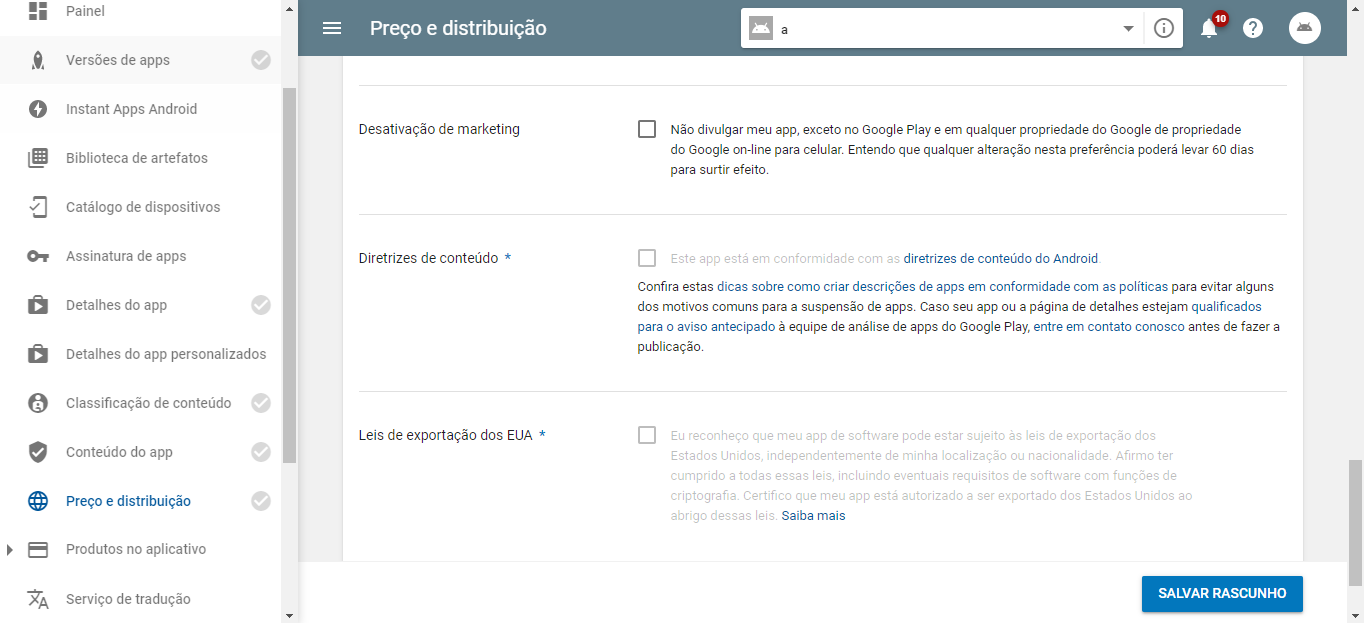 Painel
Versões de apps
Instant Apps Android
Biblioteca de artefatos
Catálogo de dispositivos
Assinatura de apps
Detalhes do app
Detalhes do app personalizados
Classificação de conteúdo
Conteúdo do app
Preço e distribuição
Produtos no aplicativo
Serviço de tradução
Preço e distribuição
a
10
Desativação de marketing
Não divulgar meu app, exceto no Google Play e em qualquer propriedade do Google de propriedade
do Google on-line para celular. Entendo que qualquer alteração nesta preferência poderá levar 60 dias
para surtir efeito.
Diretrizes de conteúdo *
Este app está em conformidade com as diretrizes de conteúdo do Android
Confira estas dicas sobre como criar descrições de apps em conformidade com as políticas para evitar alguns
dos motivos comuns para a suspensão de apps. Caso seu app ou a página de detalhes estejam qualificados
para o aviso antecipado à equipe de análise de apps do Google Play, entre em contato conosco antes de fazer a
publicação.
Leis de exportação dos EUA *
Eu reconheço que meu app de software pode estar sujeito às leis de exportação dos
Estados Unidos, independentemente de minha localização ou nacionalidade. Afirmo ter
cumprido a todas essas leis, incluindo eventuais requisitos de software com funções de
criptografia. Certifico que meu app está autorizado a ser exportado dos Estados Unidos ao
abrigo dessas leis. Saiba mais
SALVAR RASCUNHO